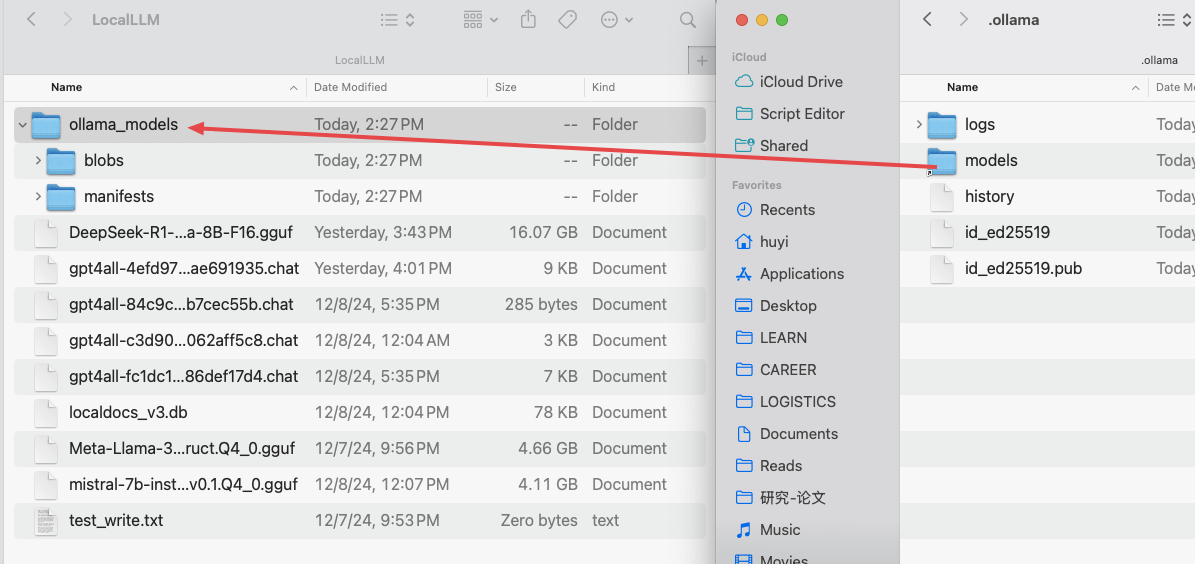 LocalLLM
LocalLLM
Name Date Modified Size Kind
ollama_models Today, 2:27 PM -- Folder
blobs Today, 2:27 PM -- Folder
manifests Today, 2:27 PM -- Folder
DeepSeek-R1-...a-8B-F16.gguf Yesterday, 3:43 PM 16.07 GB Document
gpt4all-4efd97...ae691935.chat Yesterday, 4:01 PM 9 KB Document
gpt4all-84c9c...b7cec55b.chat 12/8/24, 5:35 PM 285 bytes Document
gpt4all-c3d90...062aff5c8.chat 12/8/24, 12:04 AM 3 KB Document
gpt4all-fc1dc1...86def17d4.chat 12/8/24, 5:35 PM 7 KB Document
localdocs_v3.db 12/8/24, 12:04 PM 78 KB Document
Meta-Llama-3...ruct.Q4_0.gguf 12/7/24, 9:56 PM 4.66 GB Document
mistral-7b-inst...v0.1.Q4_0.gguf 12/8/24, 12:07 PM 4.11 GB Document
test_write.txt 12/7/24, 9:53 PM Zero bytes text
iCloud
iCloud Drive
Script Editor
Shared
Favorites
Recents
huyi
Applications
Desktop
LEARN
CAREER
LOGISTICS
Documents
Reads
研究-论文
Music
Movies
.ollama
.ollama
Name Date M
logs Today
models Today
history Today
id_ed25519 Today
id_ed25519.pub Today